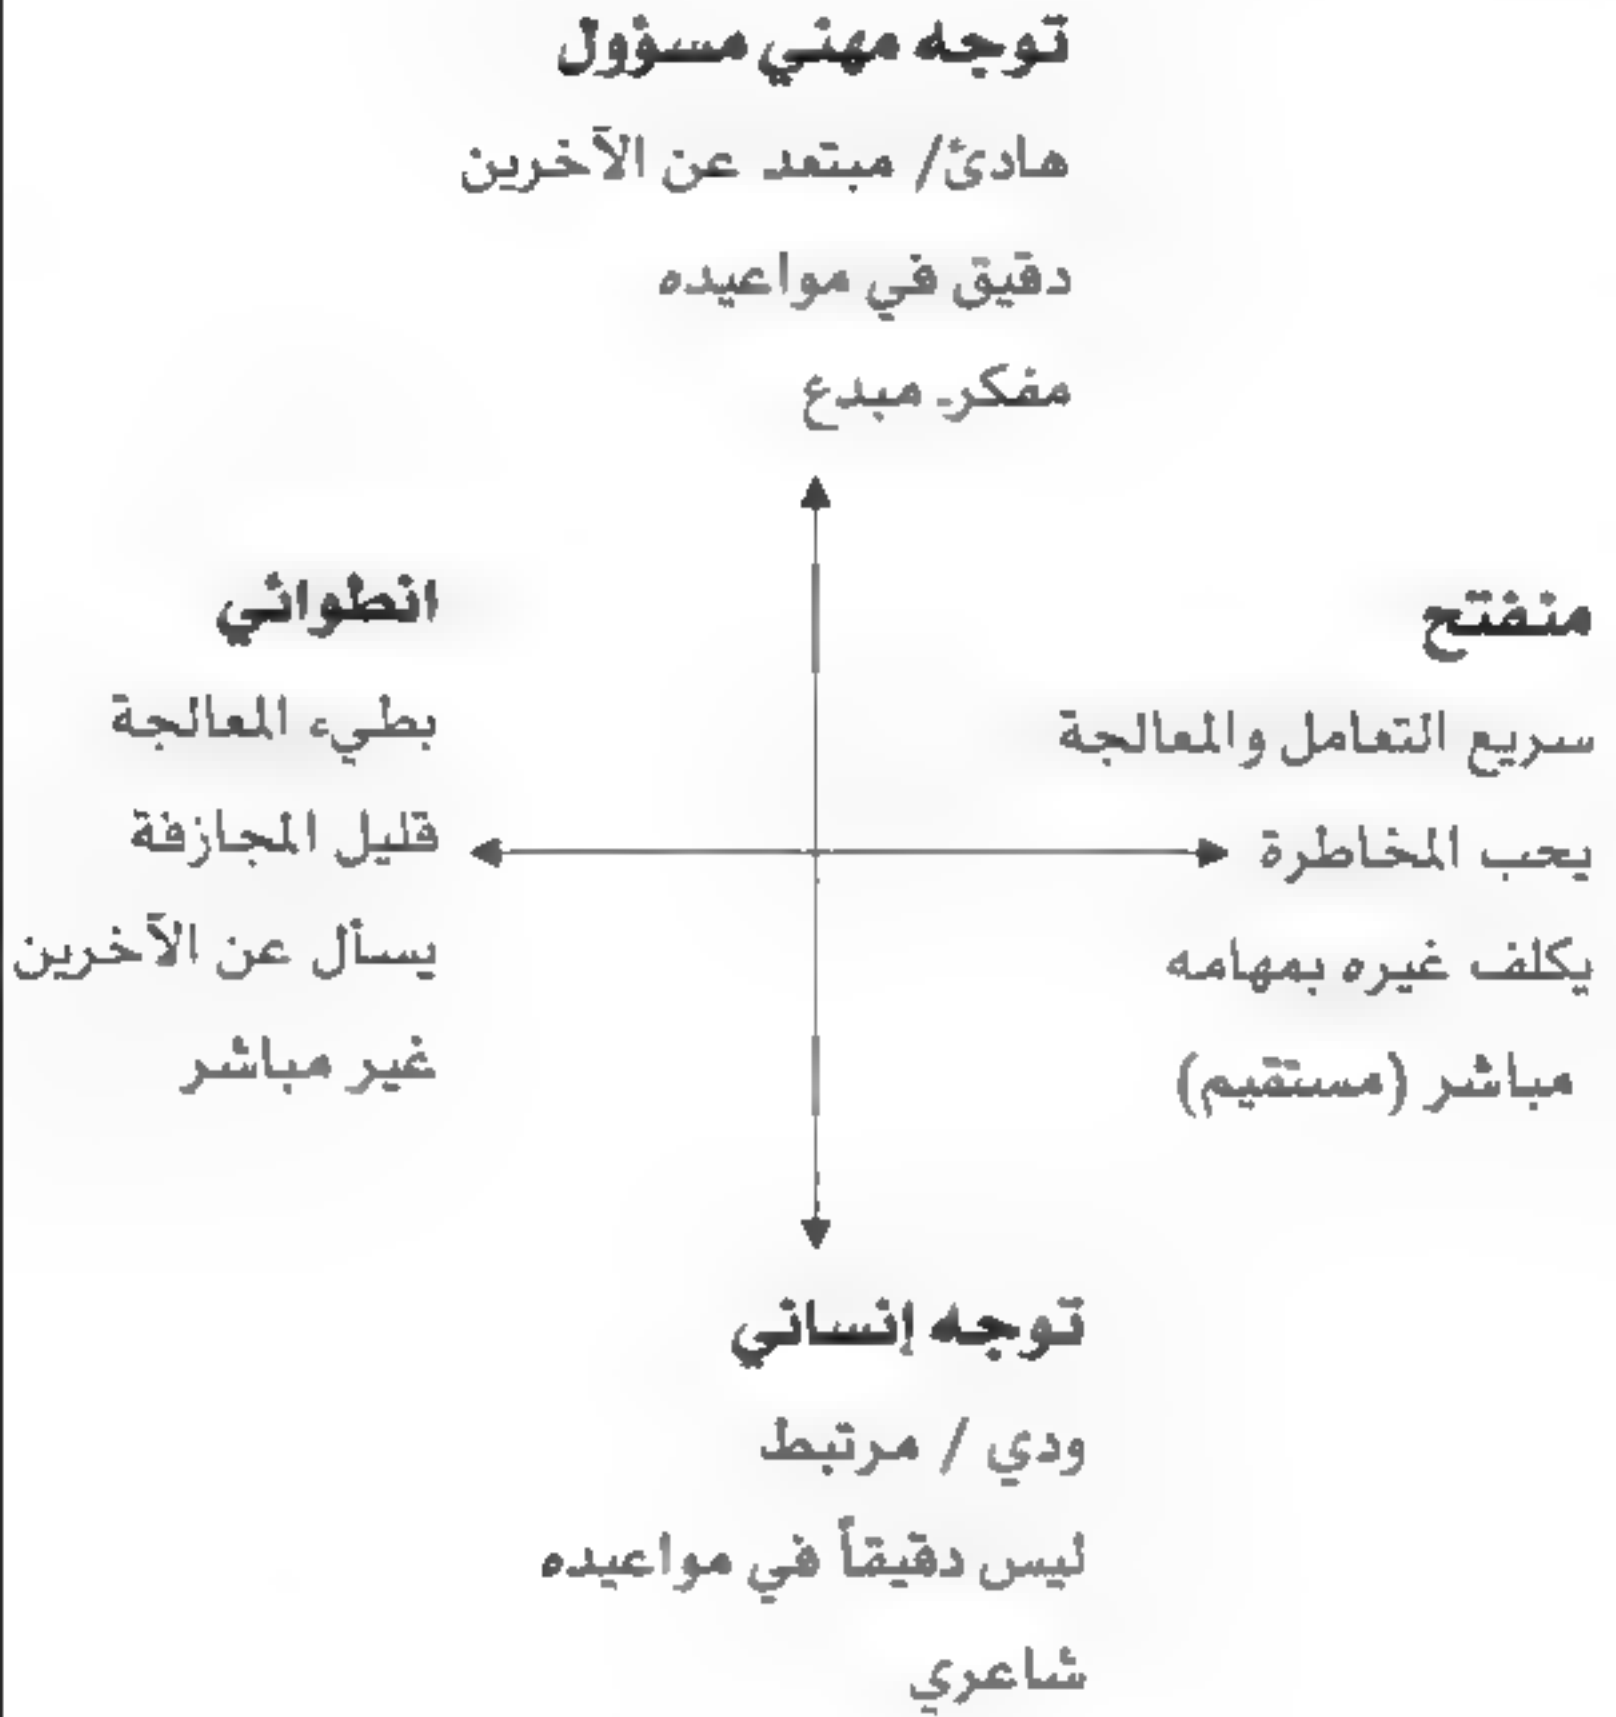 توجه مهني مسؤول
هادئ/ مبتعد عن الآخرين
دقيق في مواعيده
مفكر۔ مبدع
منفتح
سريع التعامل والمعالجة
يحب المخاطرة
يكلف غيره بمهامه
مباشر (مستقيم)
انطوائي
بطيء المعالجة
قليل المجازفة
يسأل عن الآخرين
غير مباشر
توجه إنساني
ودي / مرتبط
ليس دقيقاً في مواعيده
شاعري